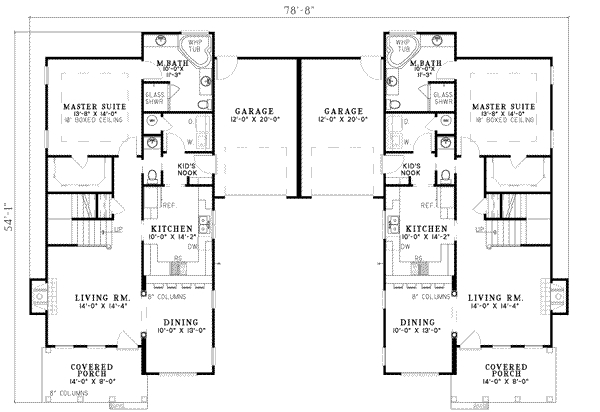 78'-8"
54'-1"
WHP TUB
M.BATH
10'-0"X
11'-3"
GLASS
SHWR
MASTER SUITE
13'-8" X 14'-0"
10' BOXED CEILING
D.
W
KID'S
NOOK
GARAGE
12'-0" X 20'-0"
REF.
KITCHEN
10'-0" X 14'-2"
DW
UP
LIVING RM.
14'-0" X 14'-4"
8" COLUMNS
DINING
10'-0" X 13'-0"
COVERED
PORCH
14'-0" X 8'-0"
8" COLUMNS
WHP TUB
M.BATH
10'-0"X
11'-3"
GLASS
SHWR
MASTER SUITE
13'-8" X 14'-0"
10' BOXED CEILING
GARAGE
12'-0" X 20'-0"
D.
W
KID'S
NOOK
REF.
KITCHEN
10'-0" X 14'-2"
DW
UP
8" COLUMNS
LIVING RM.
14'-0" X 14'-4"
DINING
10'-0" X 13'-0"
COVERED
PORCH
14'-0" X 8'-0"
8" COLUMNS